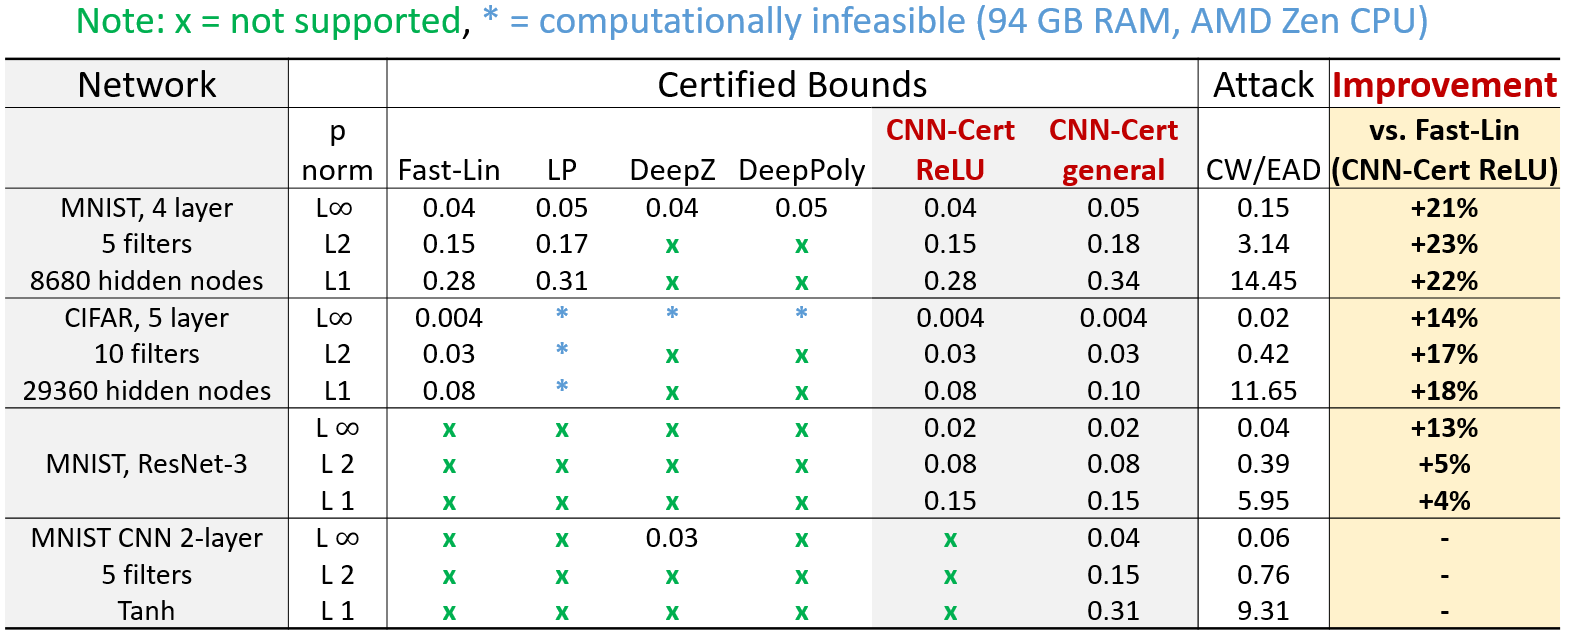 Note: x = not supported, * = computationally infeasible (94 GB RAM, AMD Zen CPU)
Network Certified Bounds Attack Improvement
p norm Fast-Lin LP DeepZ DeepPoly CNN-Cert ReLU CNN-Cert general CW/EAD vs. Fast-Lin (CNN-Cert ReLU)
MNIST, 4 layer L∞ 0.04 0.05 0.04 0.05 0.04 0.05 0.15 +21%
5 filters L2 0.15 0.17 x x 0.15 0.18 3.14 +23%
8680 hidden nodes L1 0.28 0.31 x x 0.28 0.34 14.45 +22%
CIFAR, 5 layer L∞ 0.004 * * * 0.004 0.004 0.02 +14%
10 filters L2 0.03 * x x 0.03 0.03 0.42 +17%
29360 hidden nodes L1 0.08 * x x 0.08 0.10 11.65 +18%
L ∞ x x x x 0.02 0.02 0.04 +13%
MNIST, ResNet-3 L 2 x x x x 0.08 0.08 0.39 +5%
L 1 x x x x 0.15 0.15 5.95 +4%
MNIST CNN 2-layer L ∞ x x 0.03 x x 0.04 0.06 -
5 filters L 2 x x x x x 0.15 0.76 -
Tanh L 1 x x x x x 0.31 9.31 -